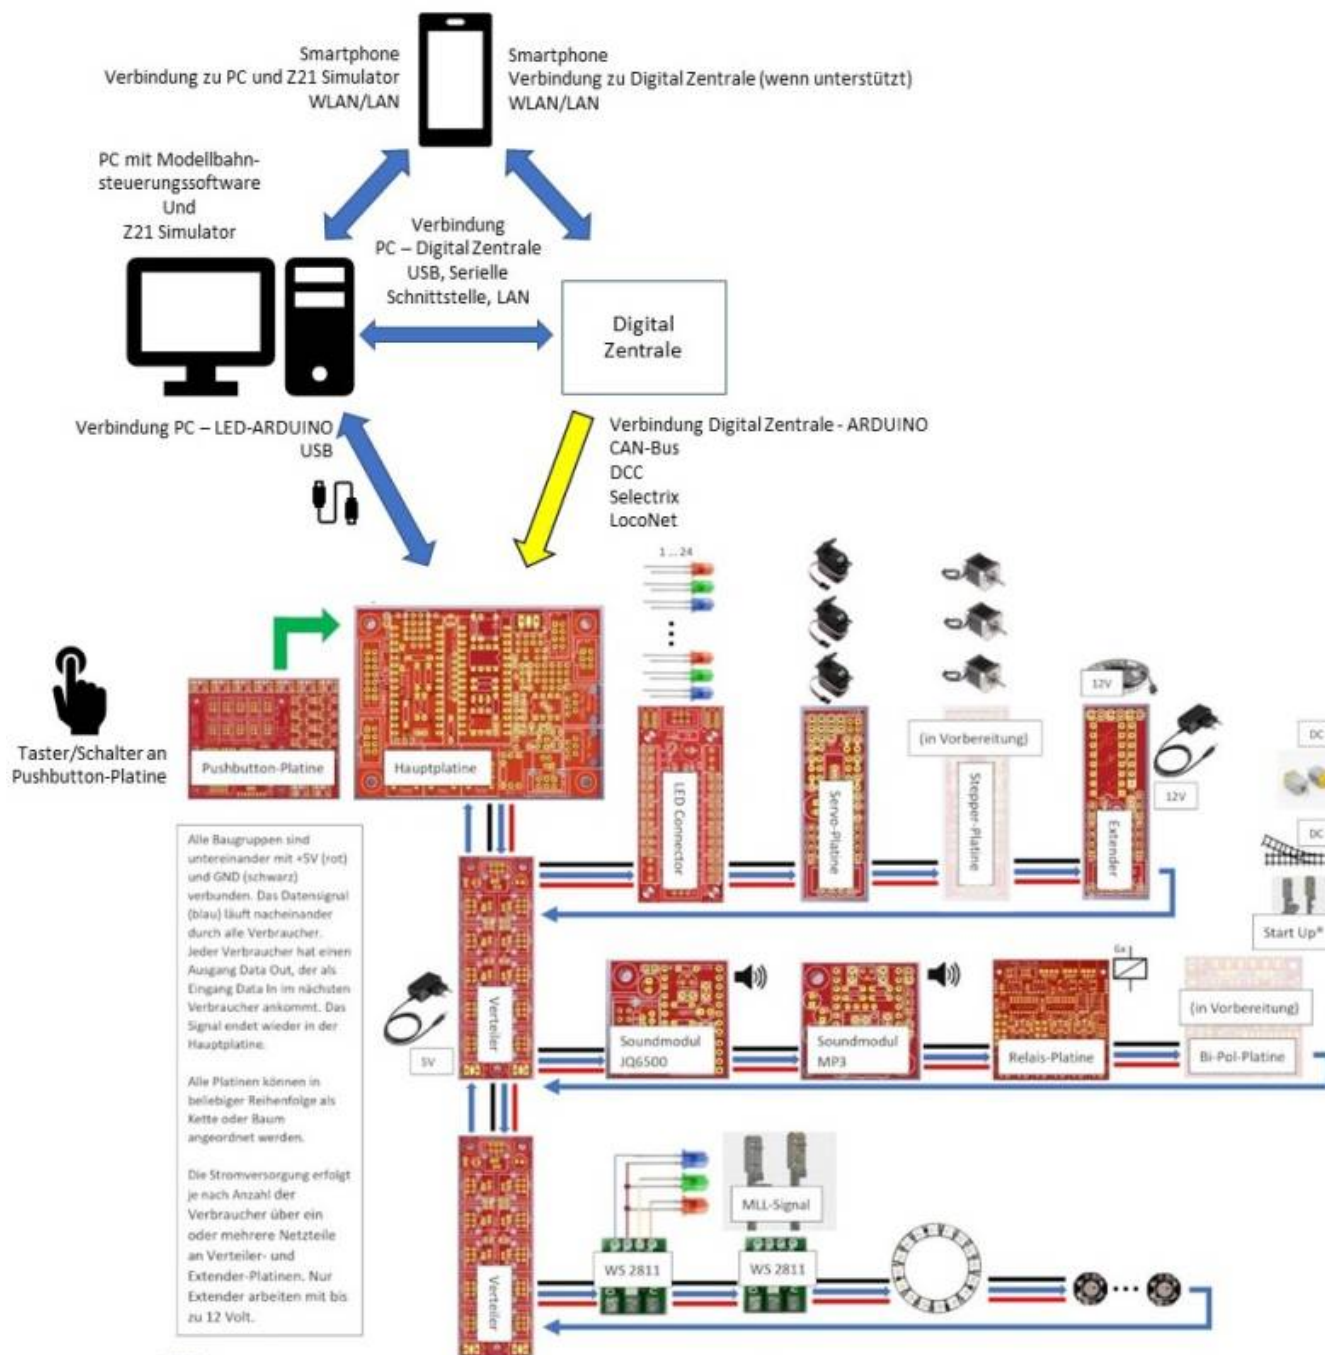 Smartphone
Verbindung zu PC und Z21 Simulator
WLAN/LAN
Smartphone
Verbindung zu Digital Zentrale (wenn unterstützt)
WLAN/LAN
PC mit Modellbahn-
steuerungssoftware
Und
Z21 Simulator
Verbindung
PC – Digital Zentrale
USB, Serielle
Schnittstelle, LAN
Digital
Zentrale
Verbindung PC – LED-ARDUINO
USB
Verbindung Digital Zentrale - ARDUINO
CAN-Bus
DCC
Selectrix
LocoNet
1 ... 24
Taster/Schalter an
Pushbutton-Platine
Pushbutton-Platine
Hauptplatine
LED Connector
Servo-Platine
(in Vorbereitung)
Stepper-Platine
12V
Extender
12V
DC
DC
Start Up®
Alle Baugruppen sind
untereinander mit +5V (rot)
und GND (schwarz)
verbunden. Das Datensignal
(blau) läuft nacheinander
durch alle Verbraucher.
Jeder Verbraucher hat einen
Ausgang Data Out, der als
Eingang Data In im nächsten
Verbraucher ankommt. Das
Signal endet wieder in der
Hauptplatine.
Alle Platinen können in
beliebiger Reihenfolge als
Kette oder Baum
angeordnet werden.
Die Stromversorgung erfolgt
je nach Anzahl der
Verbraucher über ein
oder mehrere Netzteile
an Verteiler- und
Extender-Platinen. Nur
Extender arbeiten mit bis
zu 12 Volt.
5V
Verteiler
Soundmodul
JQ6500
Soundmodul
MP3
6x
Relais-Platine
(in Vorbereitung)
Bi-Pol-Platine
Verteiler
WS 2811
MLL-Signal
WS 2811